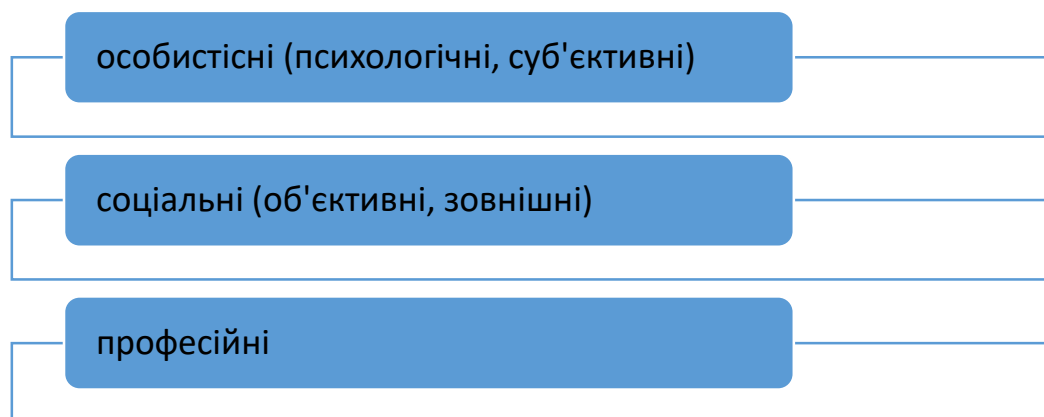 особистісні (психологічні, суб'єктивні)
соціальні (об'єктивні, зовнішні)
професійні